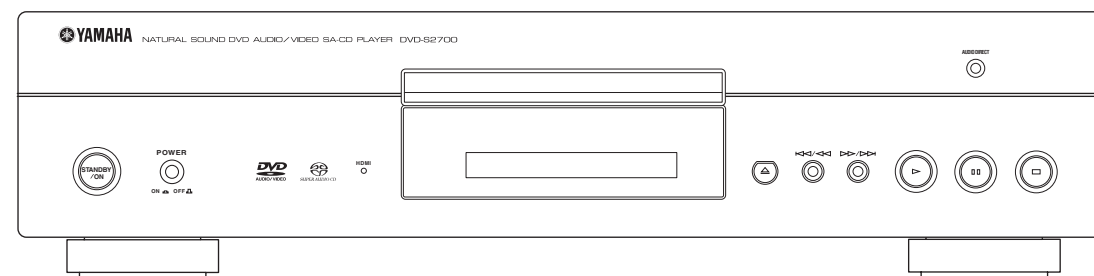 YAMAHA NATURAL SOUND DVD AUDIO/VIDEO SA-CD PLAYER DVD-S2700
AUDIO DIRECT
STANDBY
/ON
POWER
ON OFF
DVD
AUDIO/VIDEO
SUPER AUDIO CD
HDMI